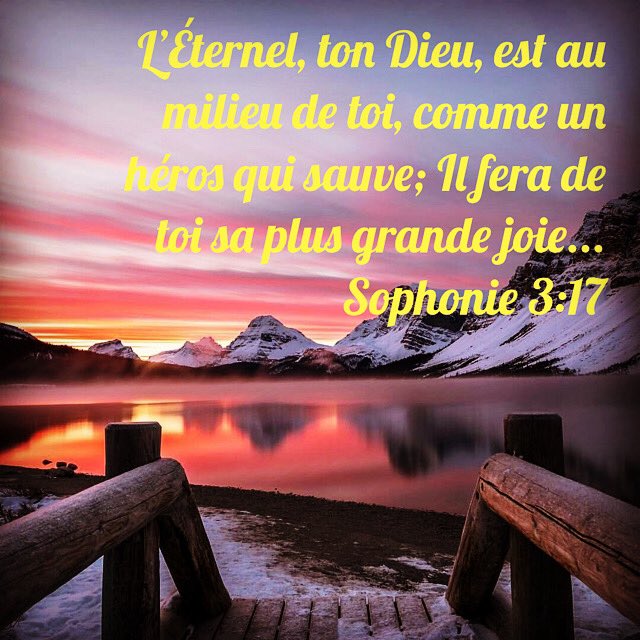 L'Éternel, ton Dieu, est au
milieu de toi, comme un
héros qui sauve; Il fera de
toi sa plus grande joie...
Sophonie 3:17